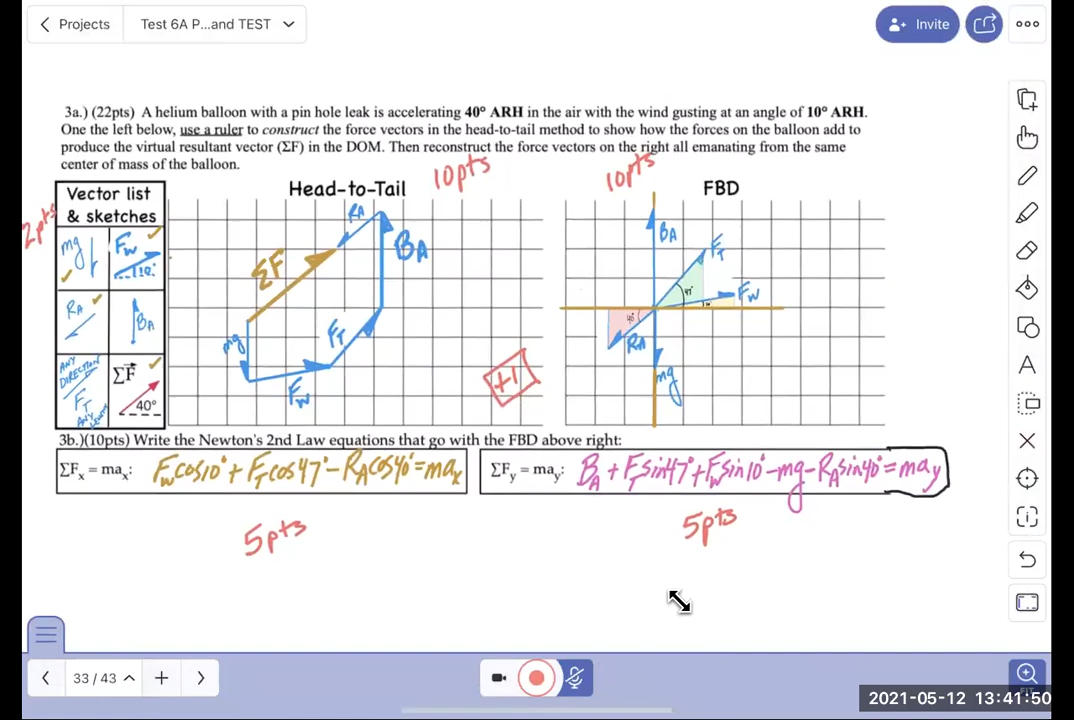 Projects
Test 6A P...and TEST
Invite
3a.) (22pts) A helium balloon with a pin hole leak is accelerating 40° ARH in the air with the wind gusting at an angle of 10° ARH.
One the left below, use a ruler to construct the force vectors in the head-to-tail method to show how the forces on the balloon add to
produce the virtual resultant vector (ΣF) in the DOM. Then reconstruct the force vectors on the right all emanating from the same
center of mass of the balloon.
2pts
Vector list
& sketches
mg
Fw
10°
RA
BA
ANY
DIRECTION
FT
ANY LENGTH
ΣF
40°
Head-to-Tail
10pts
RA
ΣF
BA
mg
FT
Fw
+1
10pts
FBD
BA
FT
47°
Fw
40°
RA
mg
3b.)(10pts) Write the Newton's 2nd Law equations that go with the FBD above right:
ΣFx = max: Fwcos10° + FTcos47° - RAcos40° = max
ΣFy = may: BA + FTsin47° + Fwsin10° - mg - RAsin40° = may
5pts
5pts
33 / 43
FIT
2021-05-12 13:41:50